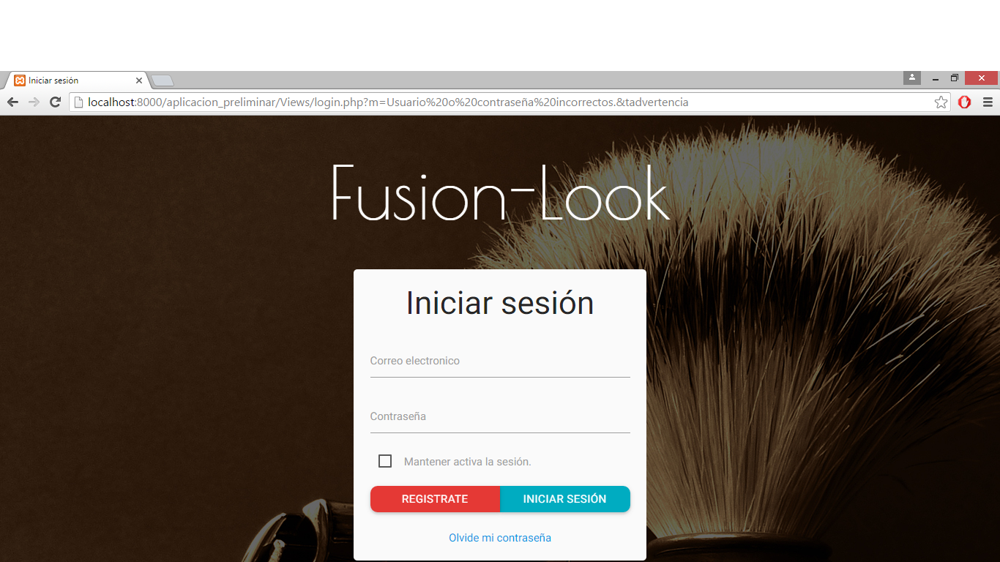 Iniciar sesión
localhost:8000/aplicacion_preliminar/Views/login.php?m=Usuario%20o%20contraseña%20incorrectos.&tadvertencia
Fusion-Look
Iniciar sesión
Correo electronico
Contraseña
Mantener activa la sesión.
REGISTRATE INICIAR SESIÓN
Olvide mi contraseña